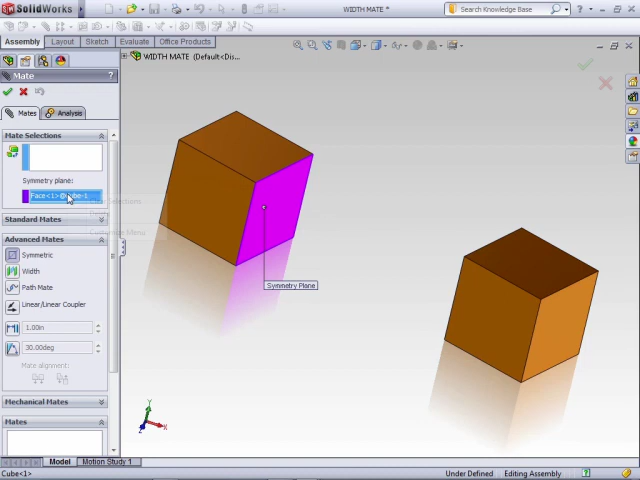 SolidWorks
WIDTH MATE *
Search Knowledge Base
Assembly Layout Sketch Evaluate Office Products
WIDTH MATE (Default<Dis...
Mate
?
Mates Analysis
Mate Selections
Symmetry plane:
Face<1>@Cube-1
Customize Menu
Standard Mates
Advanced Mates
Symmetric
Width
Path Mate
Linear/Linear Coupler
1.00in
30.00deg
Mate alignment:
Mechanical Mates
Mates
Symmetry Plane
Y
X
Z
Model Motion Study 1
Cube<1>
Under Defined Editing Assembly